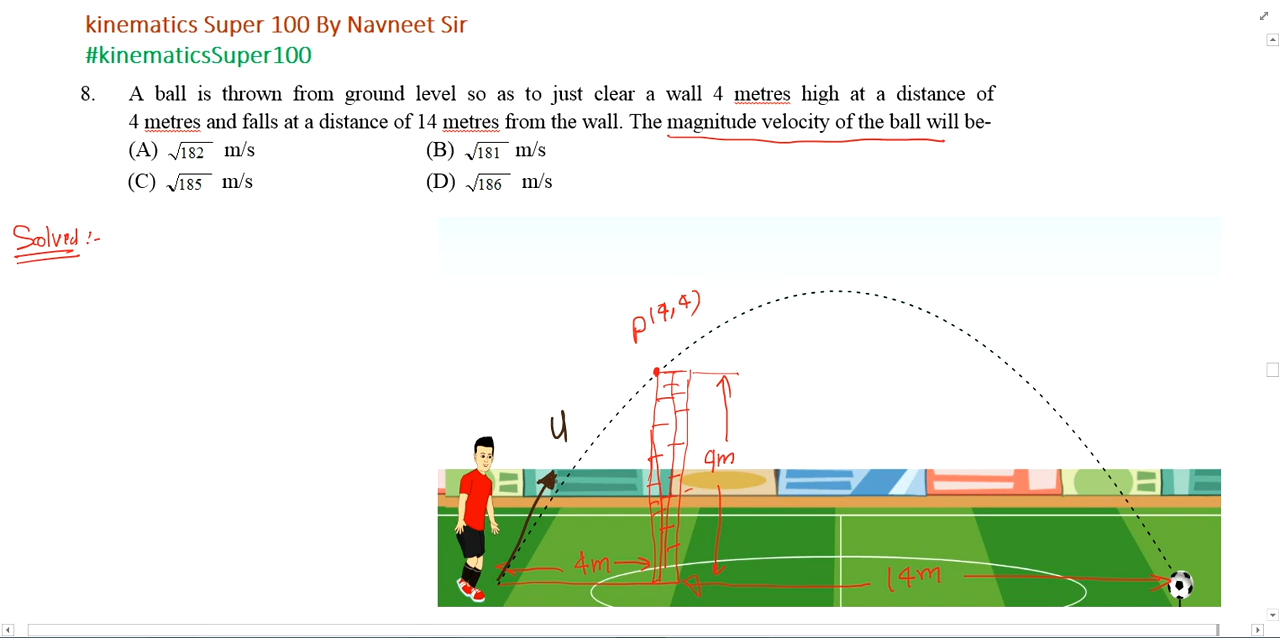 kinematics Super 100 By Navneet Sir
#kinematicsSuper100
8. A ball is thrown from ground level so as to just clear a wall 4 metres high at a distance of
4 metres and falls at a distance of 14 metres from the wall. The magnitude velocity of the ball will be-
(A) √182 m/s (B) √181 m/s
(C) √185 m/s (D) √186 m/s
Solved :-
P(4,4)
u
4m
4m
14m